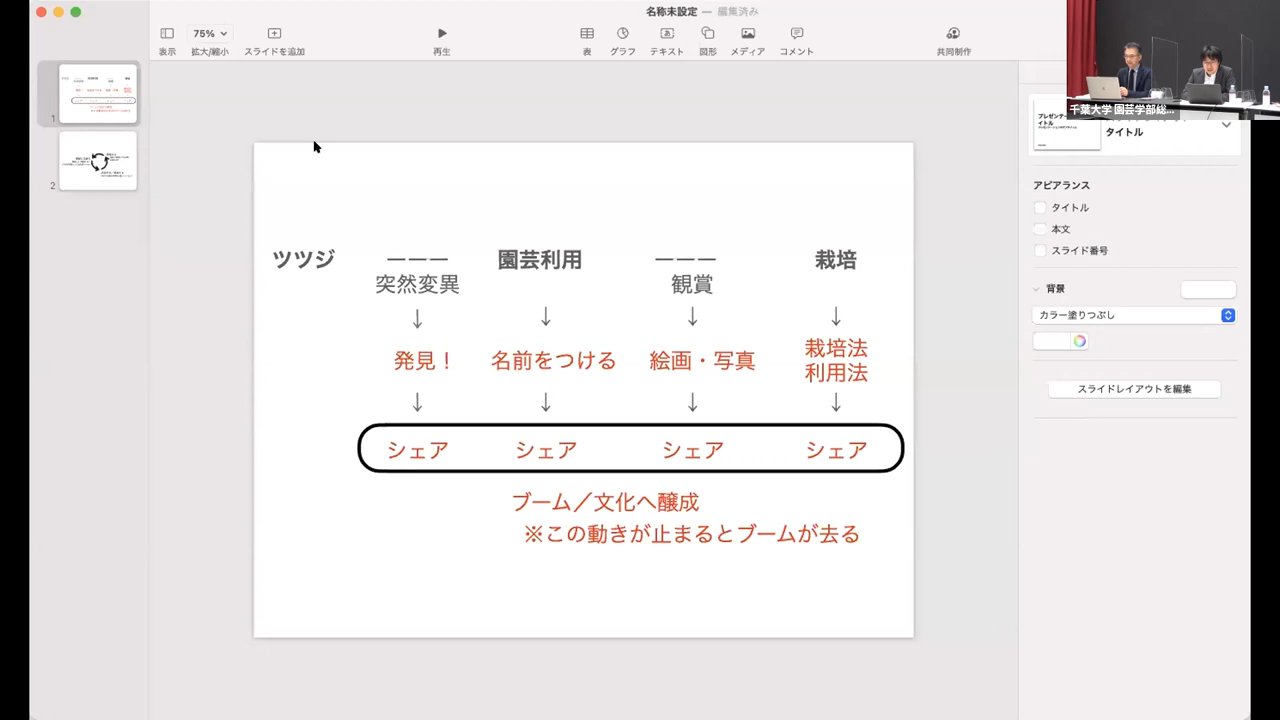 名称未設定 — 編集済み
75%
表示
拡大/縮小
スライドを追加
再生
表
グラフ
テキスト
図形
メディア
コメント
共同制作
千葉大学 園芸学部総...
タイトル
アピアランス
タイトル
本文
スライド番号
背景
カラー塗りつぶし
スライドレイアウトを編集
1
2
ツツジ ――― 園芸利用 ――― 栽培
突然変異 観賞
↓ ↓ ↓ ↓
発見！ 名前をつける 絵画・写真 栽培法
利用法
↓ ↓ ↓ ↓
シェア シェア シェア シェア
ブーム／文化へ醸成
※この動きが止まるとブームが去る